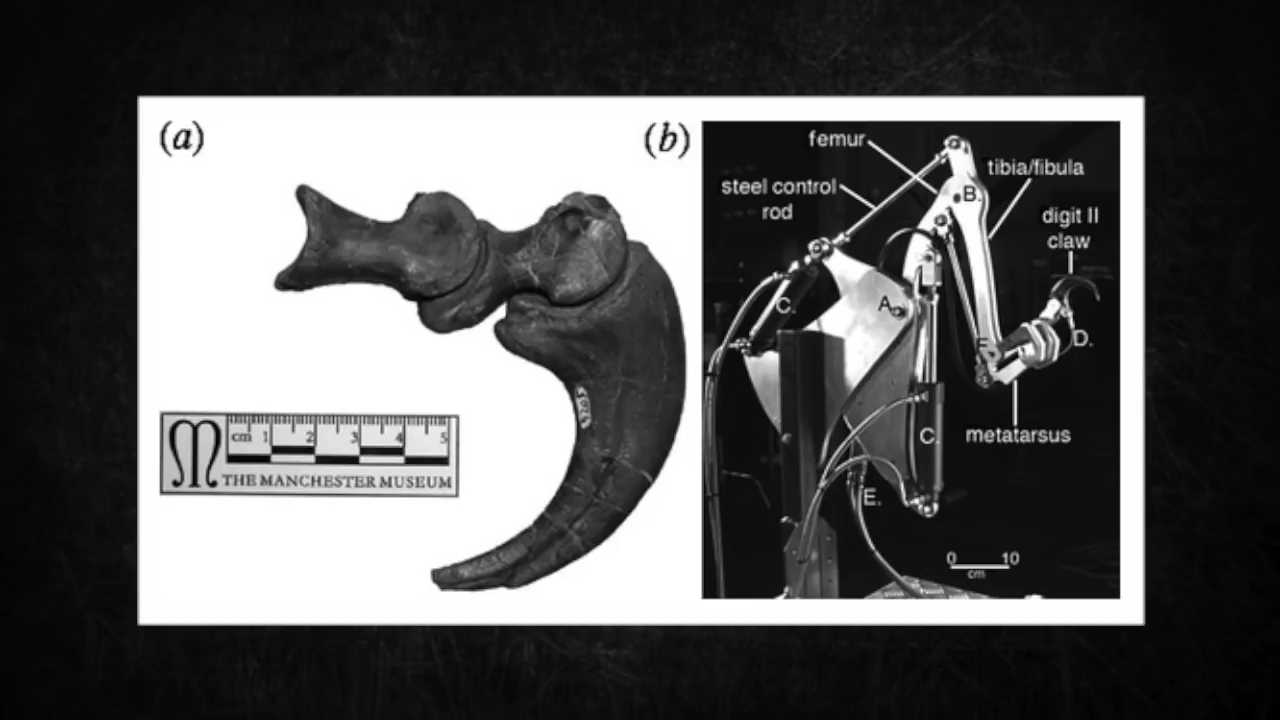 (a)
(b)
femur
tibia/fibula
steel control
rod
B.
digit II
claw
C.
A.
F.
D.
C.
metatarsus
E.
0 10
cm
cm 1 2 3 4 5
THE MANCHESTER MUSEUM